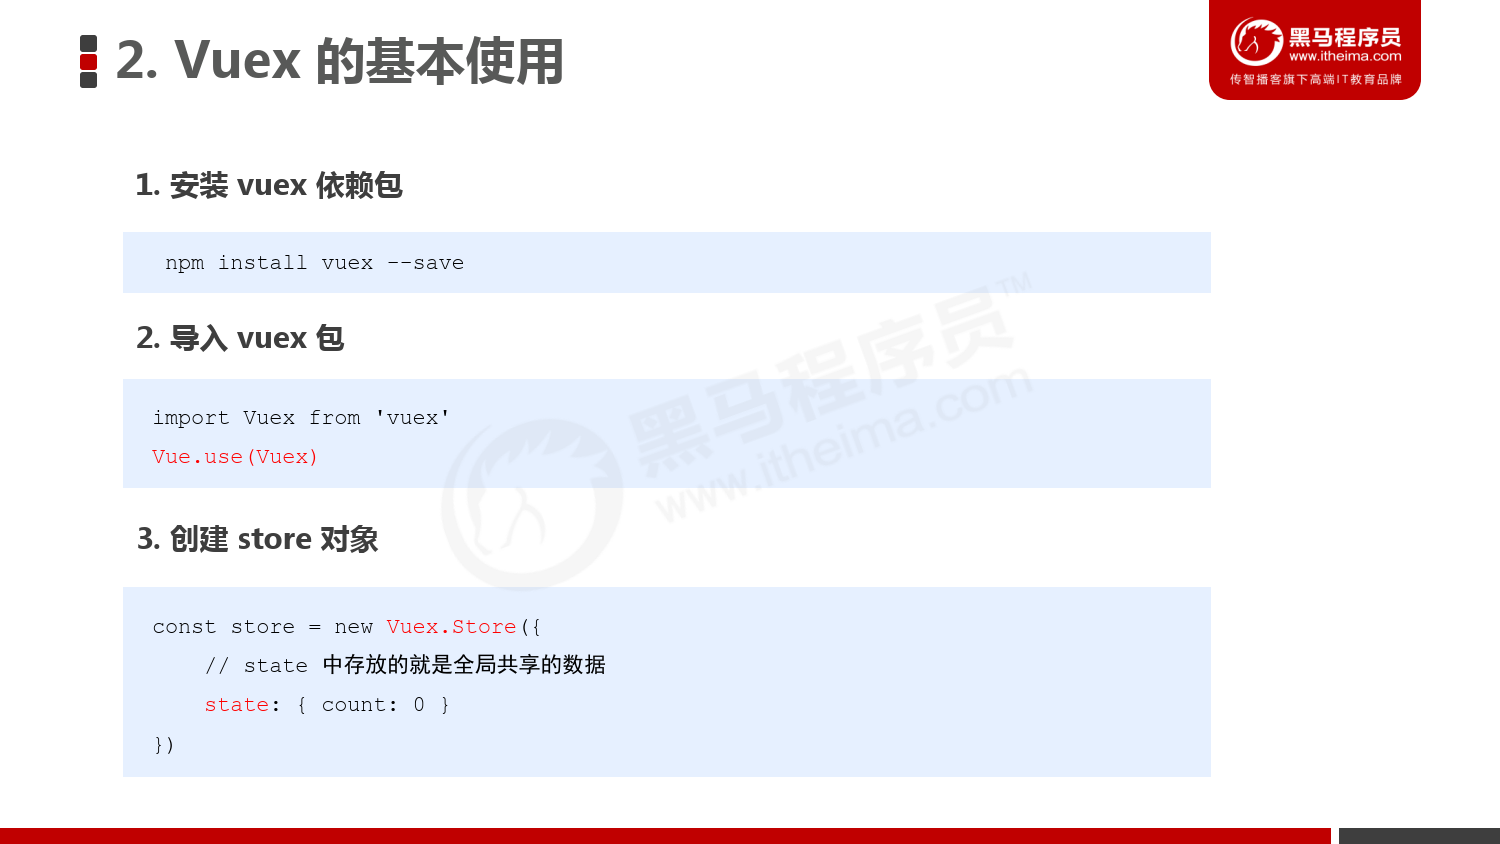 2. Vuex 的基本使用
黑马程序员
www.itheima.com
传智播客旗下高端IT教育品牌
1. 安装 vuex 依赖包
npm install vuex --save
2. 导入 vuex 包
import Vuex from 'vuex'
Vue.use(Vuex)
黑马程序员™
www.itheima.com
3. 创建 store 对象
const store = new Vuex.Store({
// state 中存放的就是全局共享的数据
state: { count: 0 }
})